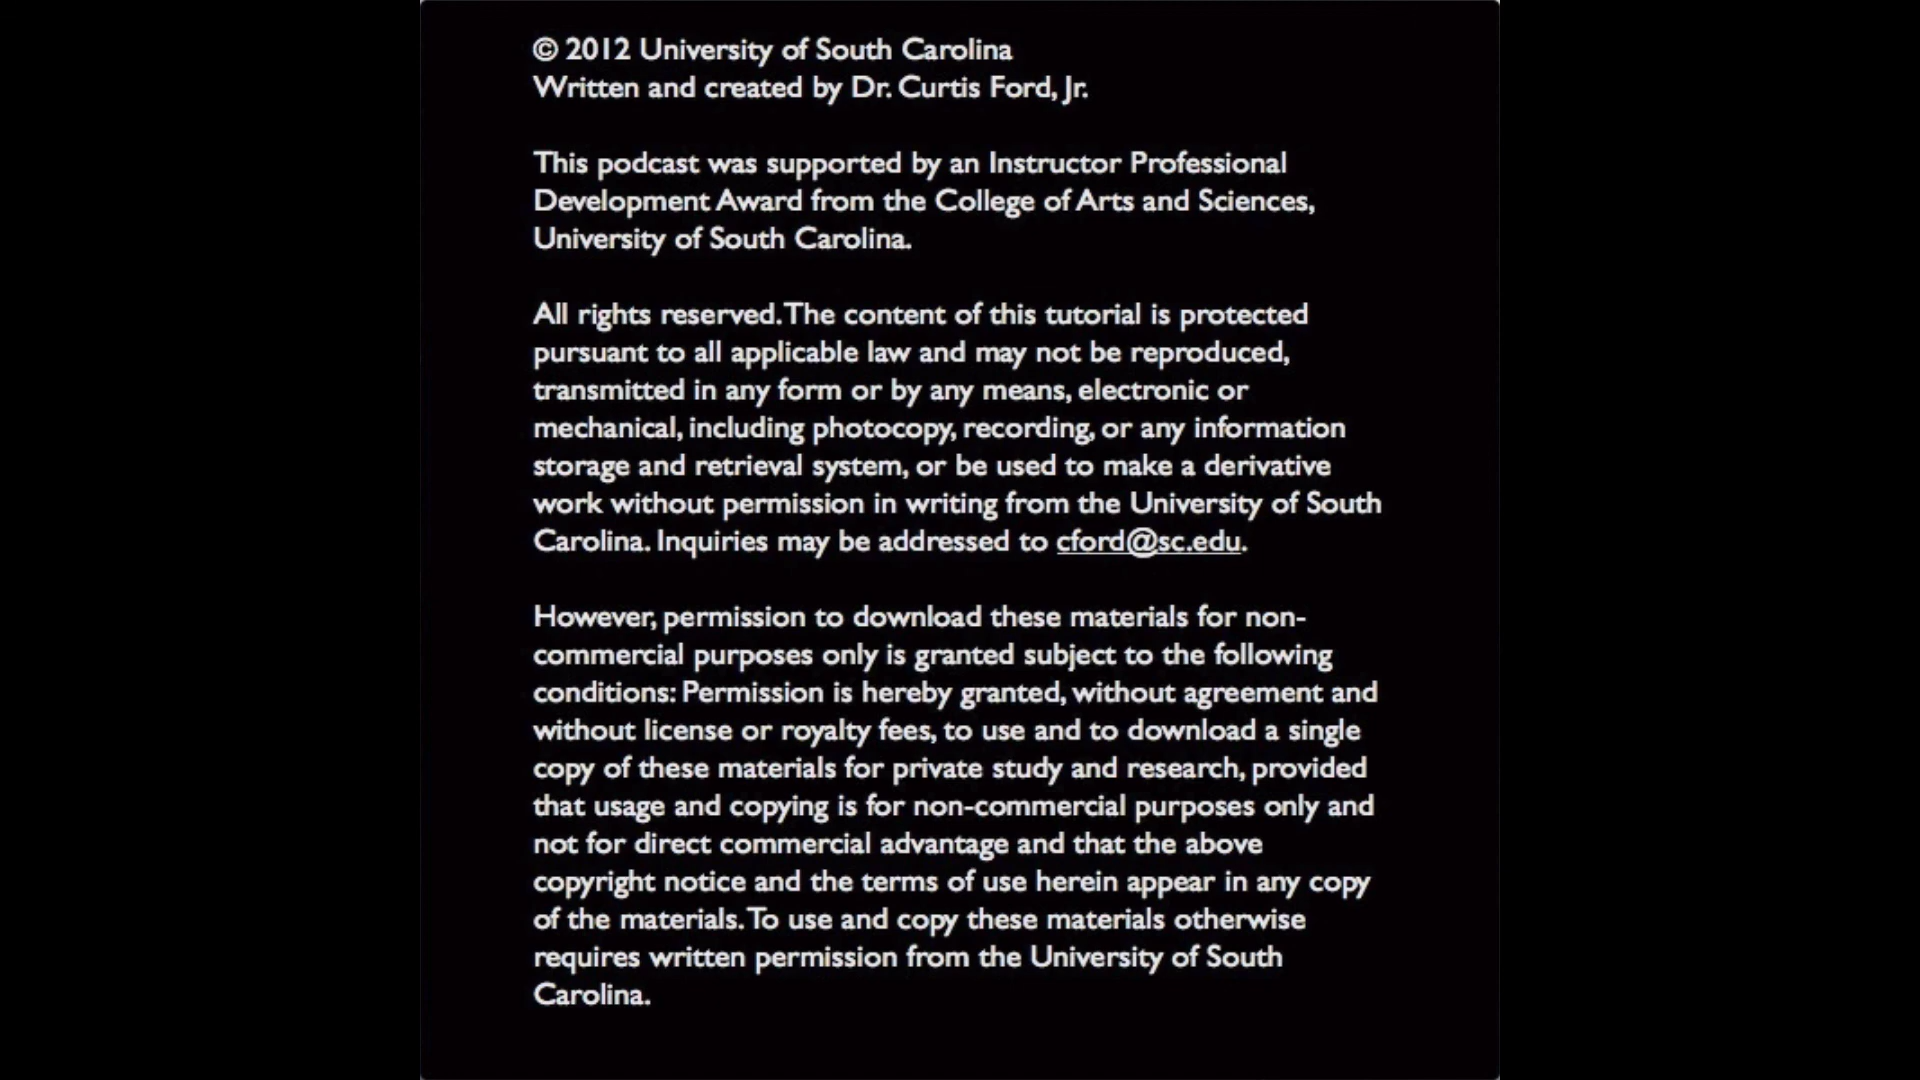 © 2012 University of South Carolina
Written and created by Dr. Curtis Ford, Jr.
This podcast was supported by an Instructor Professional
Development Award from the College of Arts and Sciences,
University of South Carolina.
All rights reserved. The content of this tutorial is protected
pursuant to all applicable law and may not be reproduced,
transmitted in any form or by any means, electronic or
mechanical, including photocopy, recording, or any information
storage and retrieval system, or be used to make a derivative
work without permission in writing from the University of South
Carolina. Inquiries may be addressed to cford@sc.edu.
However, permission to download these materials for non-
commercial purposes only is granted subject to the following
conditions: Permission is hereby granted, without agreement and
without license or royalty fees, to use and to download a single
copy of these materials for private study and research, provided
that usage and copying is for non-commercial purposes only and
not for direct commercial advantage and that the above
copyright notice and the terms of use herein appear in any copy
of the materials. To use and copy these materials otherwise
requires written permission from the University of South
Carolina.